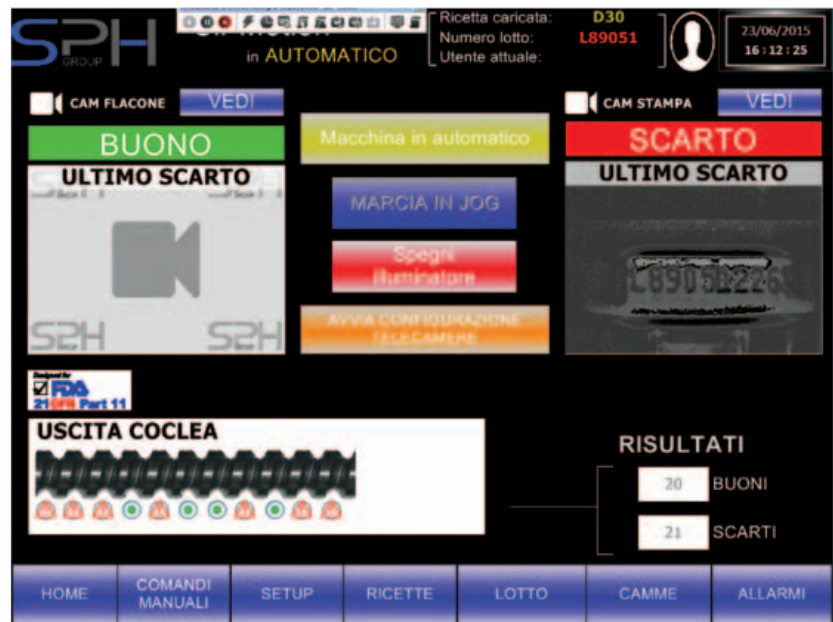 SPH
GROUP
in AUTOMATICO
Ricetta caricata: D30
Numero lotto: L89051
Utente attuale:
23/06/2015
16:12:25
CAM FLACONE VEDI
CAM STAMPA VEDI
BUONO
Macchina in automatico
SCARTO
ULTIMO SCARTO
ULTIMO SCARTO
MARCIA IN JOG
Spegni
illuminatore
AVVIA CONFIGURAZIONE
TELECAMERE
SPH SPH
Designed for
FDA
21 CFR Part 11
USCITA COCLEA
RISULTATI
20 BUONI
21 SCARTI
HOME
COMANDI
MANUALI
SETUP
RICETTE
LOTTO
CAMME
ALLARMI